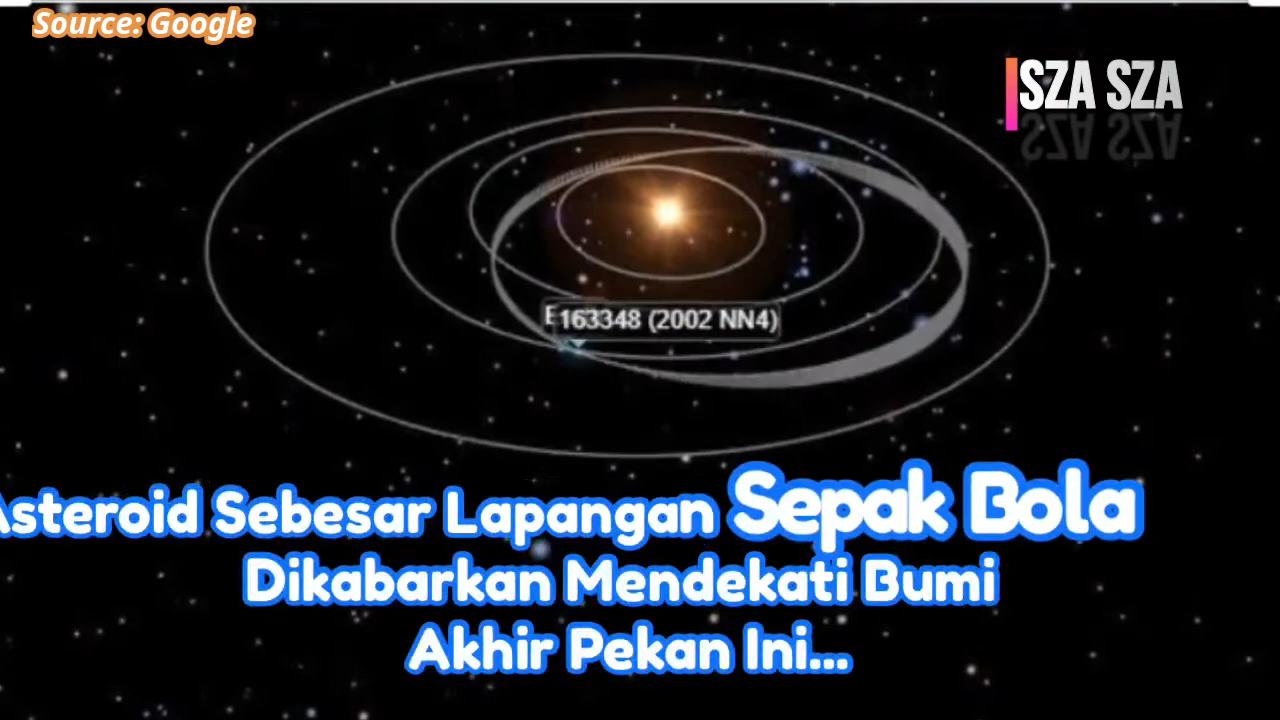 Source: Google
SZA SZA
163348 (2002 NN4)
Asteroid Sebesar Lapangan Sepak Bola
Dikabarkan Mendekati Bumi
Akhir Pekan Ini...